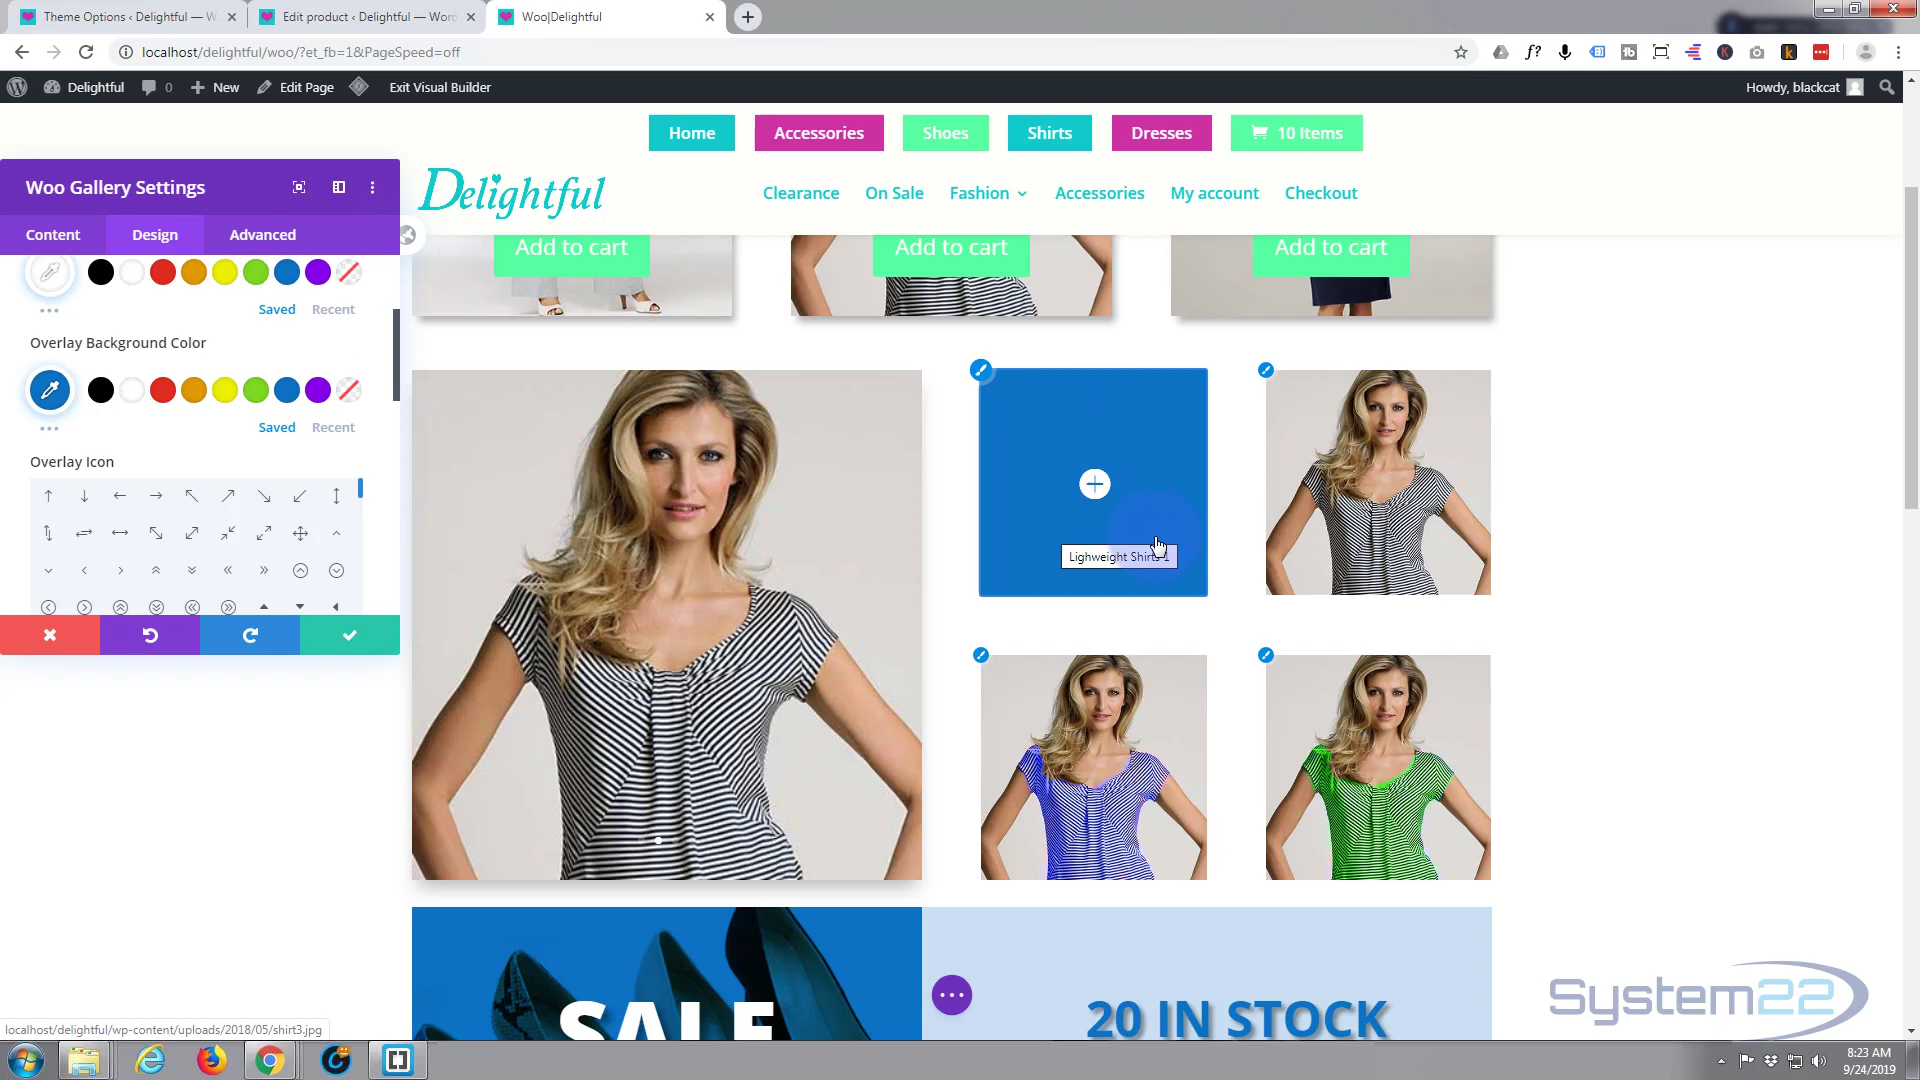 Theme Options ‹ Delightful — W
Edit product ‹ Delightful — Word
Woo|Delightful
localhost/delightful/woo/?et_fb=1&PageSpeed=off
Delightful
0
New
Edit Page
Exit Visual Builder
Howdy, blackcat
Home
Accessories
Shoes
Shirts
Dresses
10 Items
Woo Gallery Settings
Delightful
Clearance
On Sale
Fashion
Accessories
My account
Checkout
Content
Design
Advanced
Add to cart
Add to cart
Add to cart
Saved
Recent
Overlay Background Color
Saved
Recent
Overlay Icon
Lighweight Shirts 1
SALE
20 IN STOCK
System22
localhost/delightful/wp-content/uploads/2018/05/shirt3.jpg
8:23 AM
9/24/2019